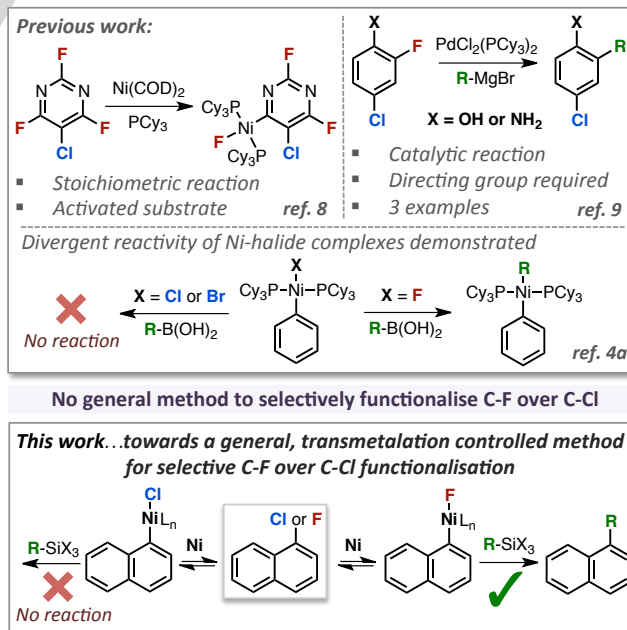 Previous work:
F
N N
F F
Cl
Ni(COD)2
PCy3
F
N N
Cy3P
Ni F
F
Cy3P Cl
▪ Stoichiometric reaction
▪ Activated substrate ref. 8
X
F
Cl
PdCl2(PCy3)2
R-MgBr
X
R
Cl
X = OH or NH2
▪ Catalytic reaction
▪ Directing group required
▪ 3 examples ref. 9
Divergent reactivity of Ni-halide complexes demonstrated
No reaction
X = Cl or Br
R-B(OH)2
X
Cy3P-Ni-PCy3
X = F
R-B(OH)2
R
Cy3P-Ni-PCy3
ref. 4a
No general method to selectively functionalise C-F over C-Cl
This work...towards a general, transmetalation controlled method
for selective C-F over C-Cl functionalisation
R-SiX3
No reaction
Cl
NiLn
Ni
Cl or F
Ni
F
NiLn
R-SiX3
R